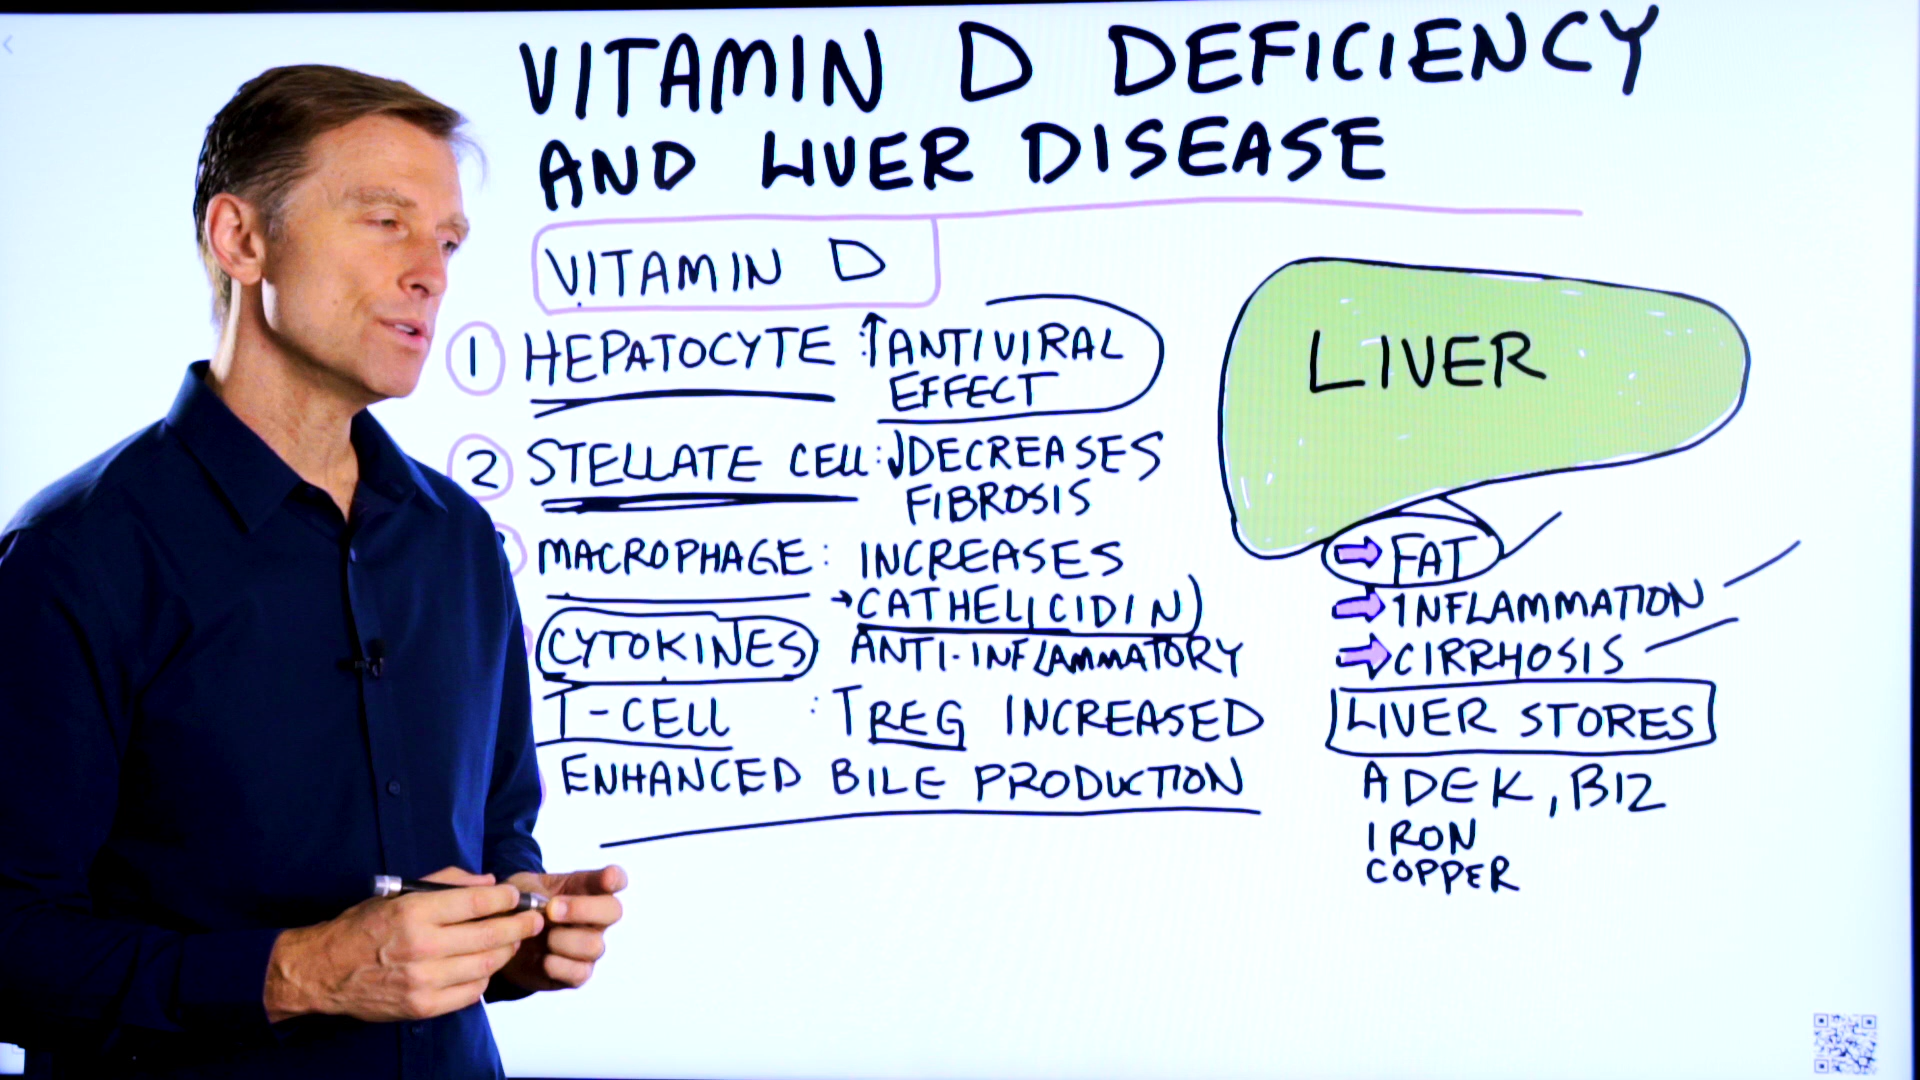 VITAMIN D DEFICIENCY
AND LIVER DISEASE
VITAMIN D
1 HEPATOCYTE : ↑ ANTIVIRAL
EFFECT
2 STELLATE CELL : ↓ DECREASES
FIBROSIS
MACROPHAGE : INCREASES
→ CATHELICIDIN
CYTOKINES ANTI-INFLAMMATORY
T-CELL : TREG INCREASED
ENHANCED BILE PRODUCTION
LIVER
⇨ FAT
⇨ INFLAMMATION
⇨ CIRRHOSIS
LIVER STORES
ADEK, B12
IRON
COPPER